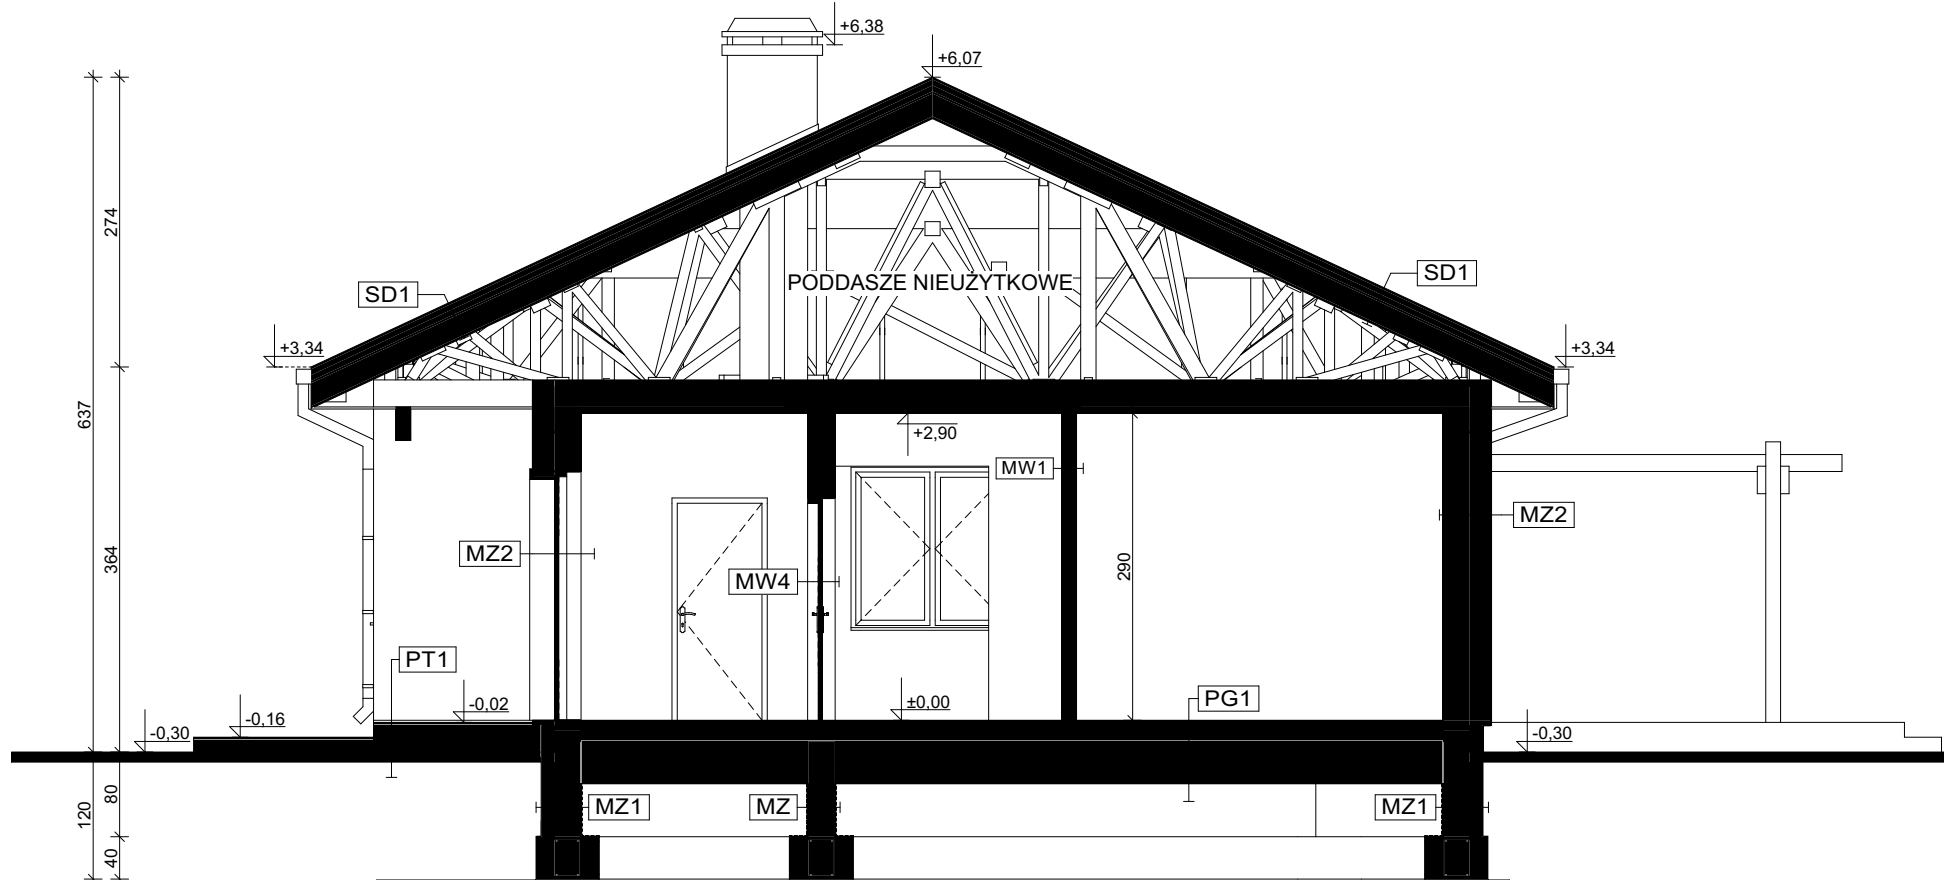 +6,38
+6,07
274
PODDASZE NIEUŻYTKOWE
SD1
SD1
+3,34
+3,34
637
+2,90
MW1
MZ2
MZ2
364
MW4
290
PT1
PG1
-0,02
±0,00
-0,16
-0,30
-0,30
80
120
MZ1
MZ
MZ1
40